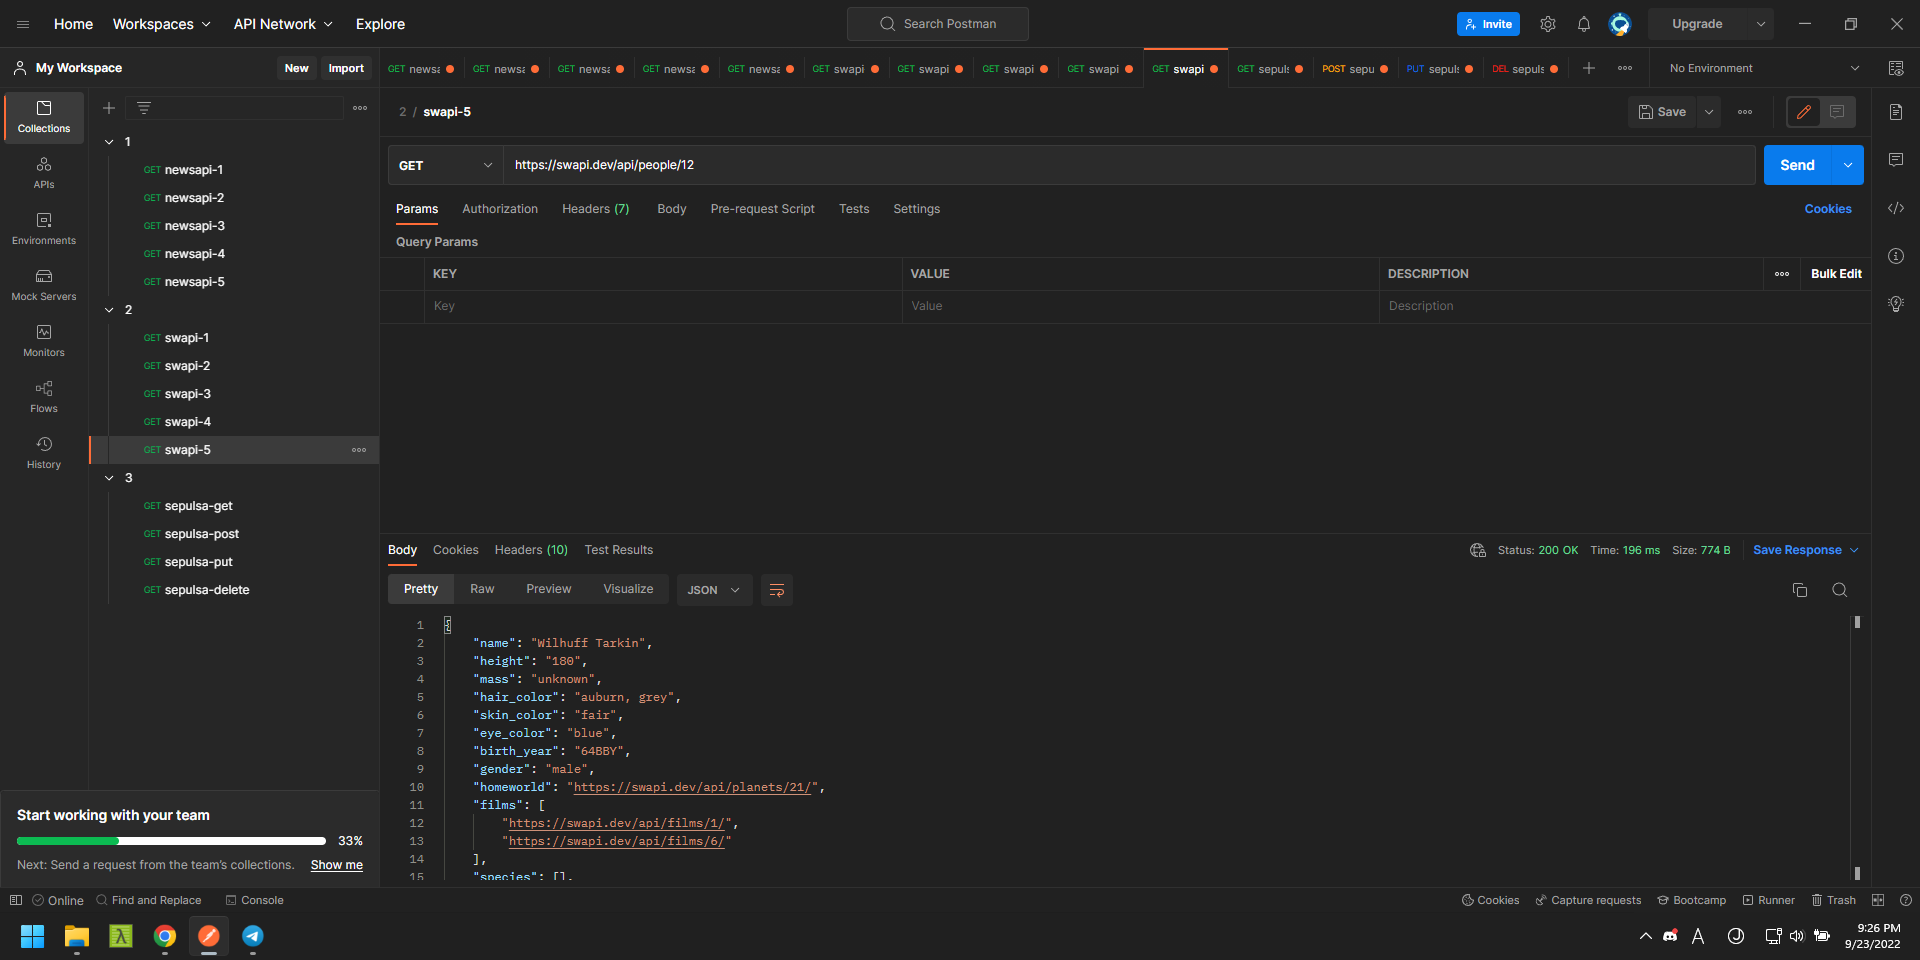 Home Workspaces API Network Explore Search Postman Invite Upgrade
My Workspace New Import
GET newsa GET newsa GET newsa GET newsa GET newsa GET swapi GET swapi GET swapi GET swapi GET swapi GET sepuls POST sepu PUT sepuls DEL sepuls No Environment
Collections
APIs
Environments
Mock Servers
Monitors
Flows
History
1
GET newsapi-1
GET newsapi-2
GET newsapi-3
GET newsapi-4
GET newsapi-5
2
GET swapi-1
GET swapi-2
GET swapi-3
GET swapi-4
GET swapi-5
3
GET sepulsa-get
GET sepulsa-post
GET sepulsa-put
GET sepulsa-delete
Start working with your team
33%
Next: Send a request from the team's collections. Show me
2 / swapi-5 Save
GET https://swapi.dev/api/people/12 Send
Params Authorization Headers (7) Body Pre-request Script Tests Settings Cookies
Query Params
KEY VALUE DESCRIPTION Bulk Edit
Key Value Description
Body Cookies Headers (10) Test Results Status: 200 OK Time: 196 ms Size: 774 B Save Response
Pretty Raw Preview Visualize JSON
1 {
2 "name": "Wilhuff Tarkin",
3 "height": "180",
4 "mass": "unknown",
5 "hair_color": "auburn, grey",
6 "skin_color": "fair",
7 "eye_color": "blue",
8 "birth_year": "64BBY",
9 "gender": "male",
10 "homeworld": "https://swapi.dev/api/planets/21/",
11 "films": [
12 "https://swapi.dev/api/films/1/",
13 "https://swapi.dev/api/films/6/"
14 ],
15 "species": [],
Online Find and Replace Console Cookies Capture requests Bootcamp Runner Trash
9:26 PM
9/23/2022